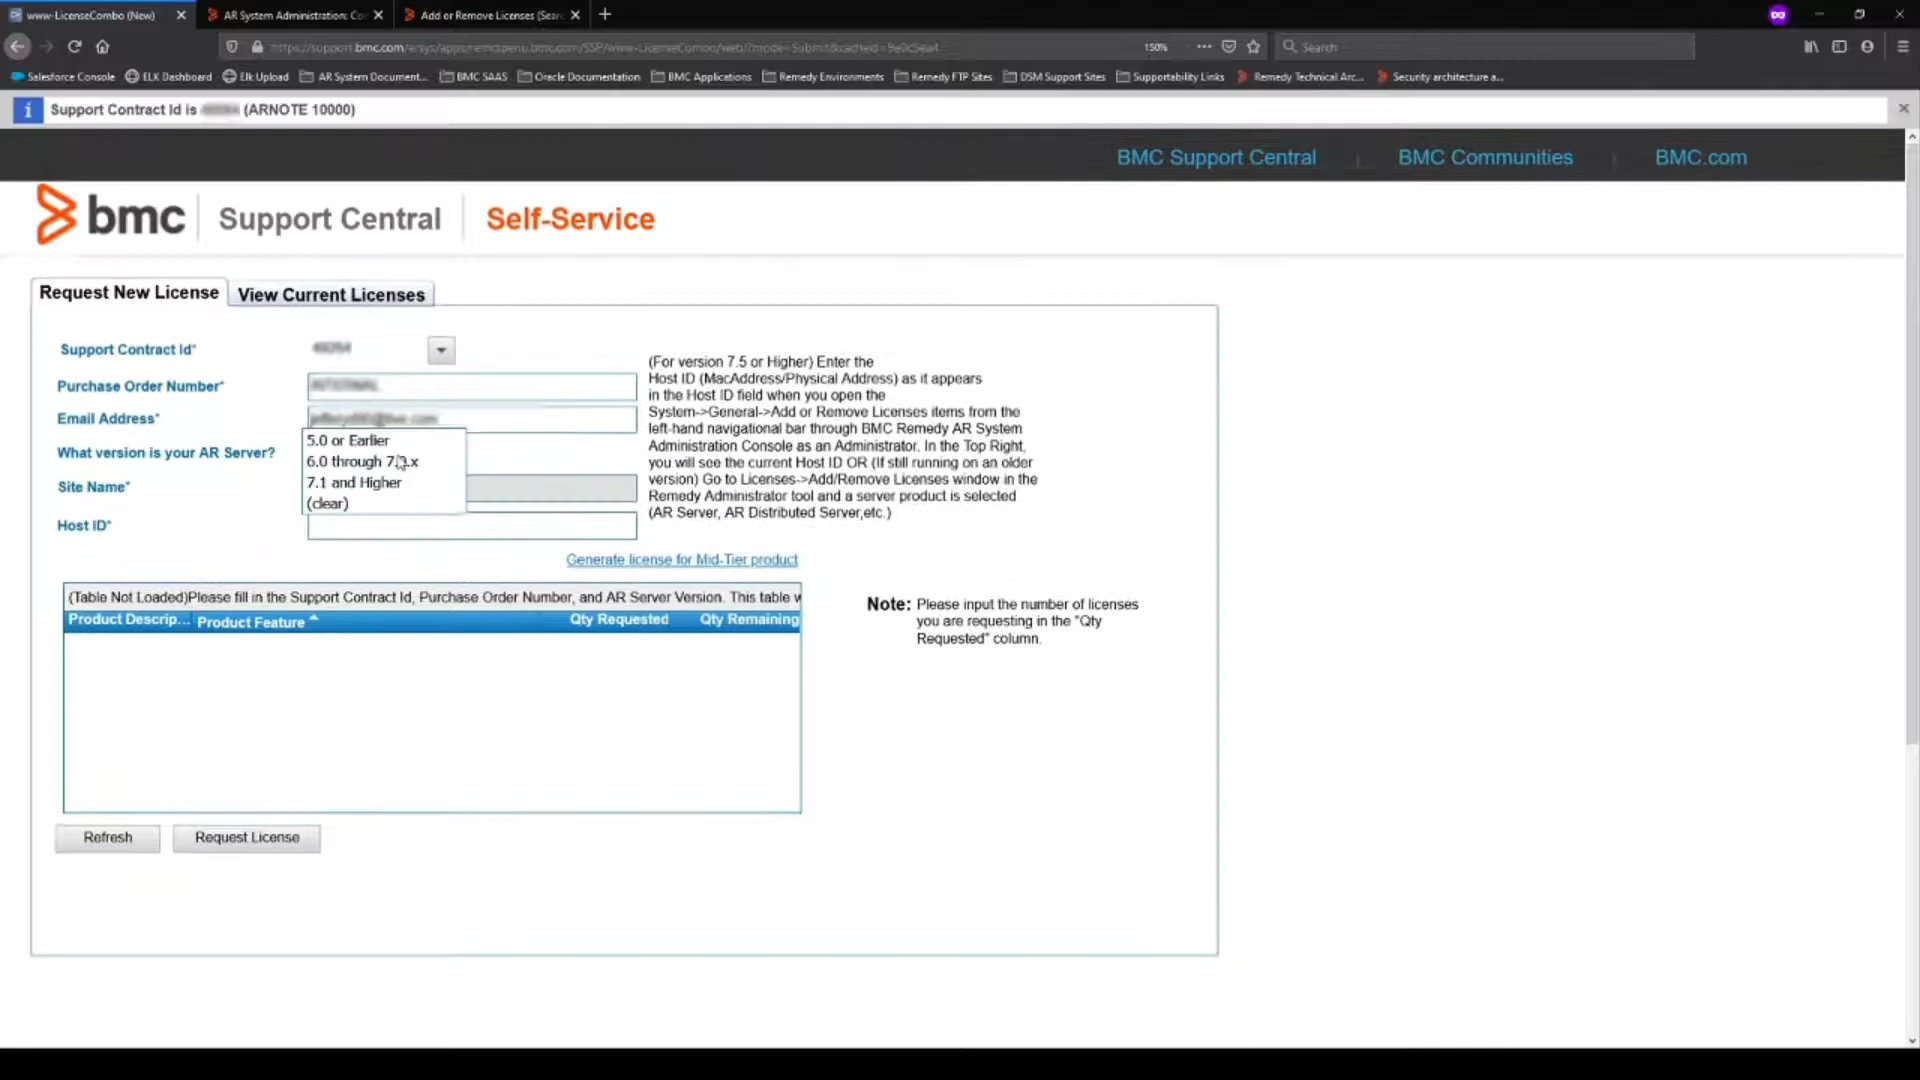 www-LicenseCombo (New)
AR System Administration: Co
Add or Remove Licenses (Sear
150%
Search
Salesforce Console
ELK Dashboard
Elk Upload
AR System Document...
BMC SAAS
Oracle Documentation
BMC Applications
Remedy Environments
Remedy FTP Sites
DSM Support Sites
Supportability Links
Remedy Technical Arc...
Security architecture a...
Support Contract Id is (ARNOTE 10000)
BMC Support Central | BMC Communities | BMC.com
bmc Support Central Self-Service
Request New License
View Current Licenses
Support Contract Id*
Purchase Order Number*
Email Address*
What version is your AR Server?
Site Name*
Host ID*
5.0 or Earlier
6.0 through
7.1 and Higher
(clear)
(For version 7.5 or Higher) Enter the
Host ID (MacAddress/Physical Address) as it appears
in the Host ID field when you open the
System->General->Add or Remove Licenses items from the
left-hand navigational bar through BMC Remedy AR System
Administration Console as an Administrator. In the Top Right,
you will see the current Host ID OR (If still running on an older
version) Go to Licenses->Add/Remove Licenses window in the
Remedy Administrator tool and a server product is selected
(AR Server, AR Distributed Server,etc.)
Generate license for Mid-Tier product
(Table Not Loaded)Please fill in the Support Contract Id, Purchase Order Number, and AR Server Version. This table w
Product Descrip... Product Feature Qty Requested Qty Remaining
Note: Please input the number of licenses
you are requesting in the "Qty
Requested" column.
Refresh
Request License